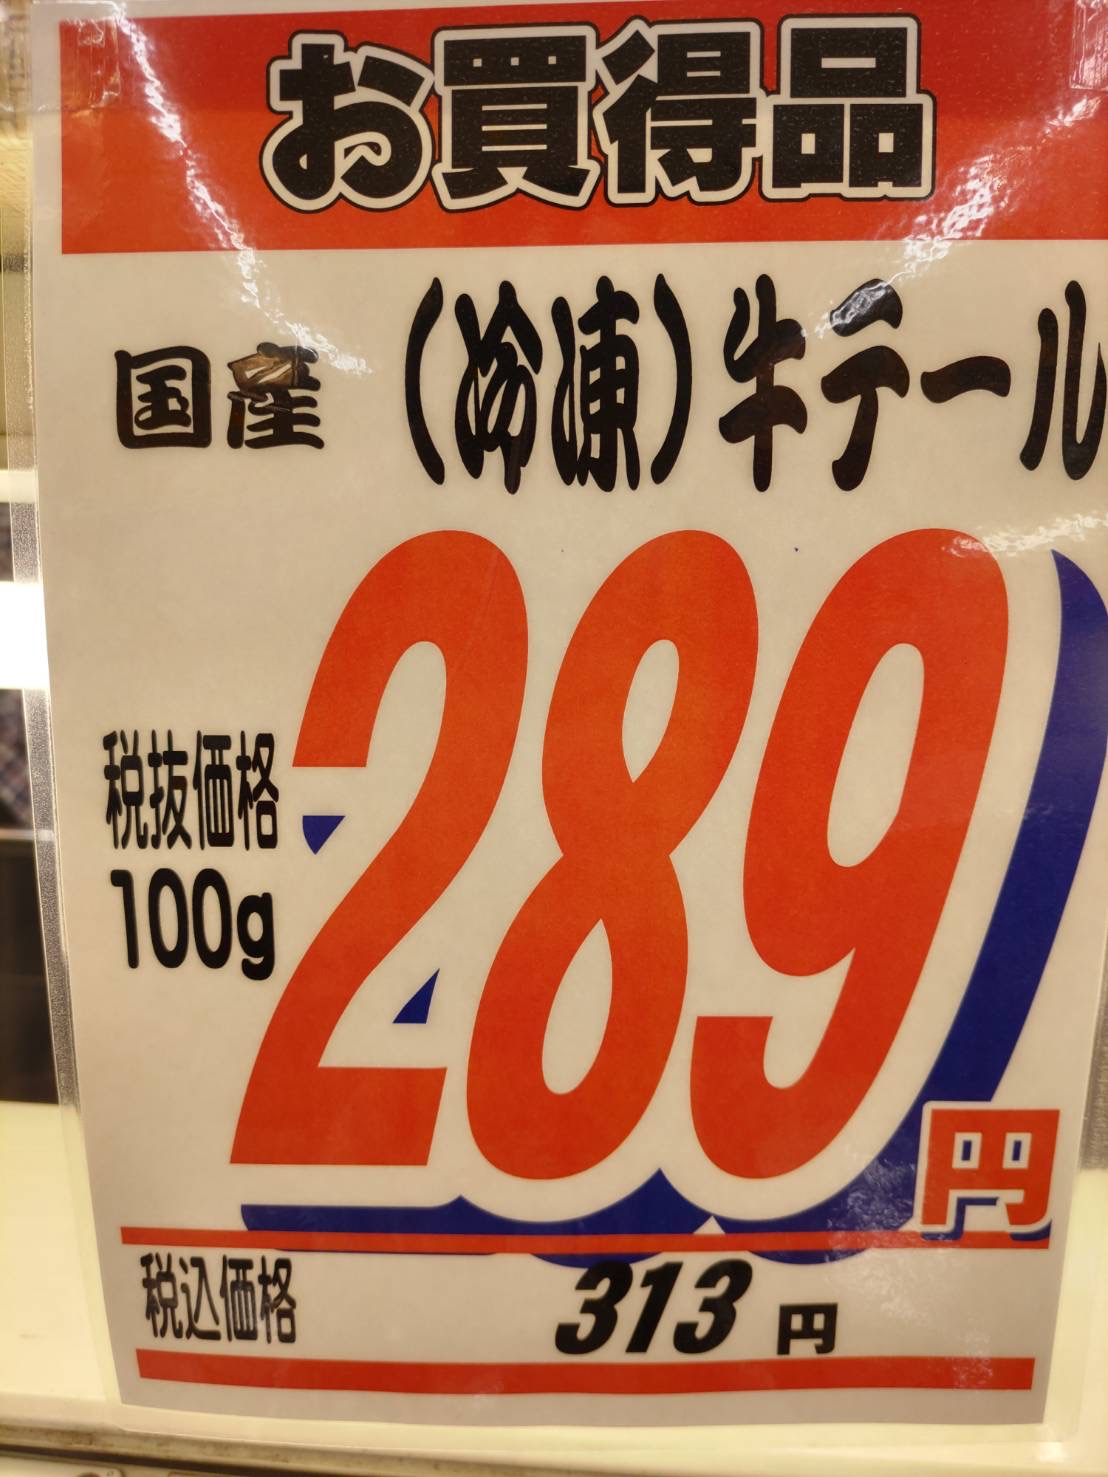 お買得品
国産 (冷凍)牛テール
税抜価格
100g
289円
税込価格 313円